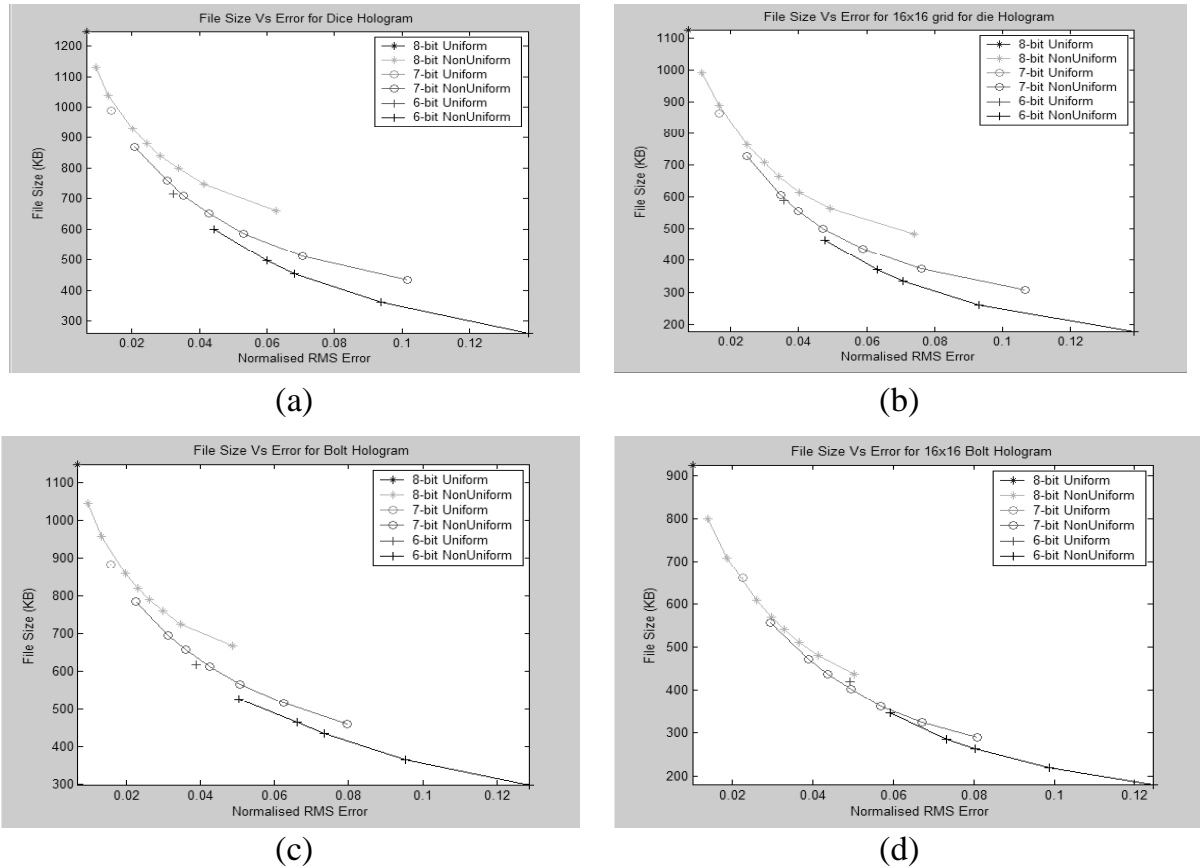 File Size Vs Error for Dice Hologram
8-bit Uniform
8-bit NonUniform
7-bit Uniform
7-bit NonUniform
6-bit Uniform
6-bit NonUniform
1200
1100
1000
900
800
700
600
500
400
300
File Size (KB)
0.02 0.04 0.06 0.08 0.1 0.12
Normalised RMS Error
(a)
File Size Vs Error for 16x16 grid for die Hologram
8-bit Uniform
8-bit NonUniform
7-bit Uniform
7-bit NonUniform
6-bit Uniform
6-bit NonUniform
1100
1000
900
800
700
600
500
400
300
200
File Size (KB)
0.02 0.04 0.06 0.08 0.1 0.12
Normalised RMS Error
(b)
File Size Vs Error for Bolt Hologram
8-bit Uniform
8-bit NonUniform
7-bit Uniform
7-bit NonUniform
6-bit Uniform
6-bit NonUniform
1100
1000
900
800
700
600
500
400
300
File Size (KB)
0.02 0.04 0.06 0.08 0.1 0.12
Normalised RMS Error
(c)
File Size Vs Error for 16x16 Bolt Hologram
8-bit Uniform
8-bit NonUniform
7-bit Uniform
7-bit NonUniform
6-bit Uniform
6-bit NonUniform
900
800
700
600
500
400
300
200
File Size (KB)
0.02 0.04 0.06 0.08 0.1 0.12
Normalised RMS Error
(d)